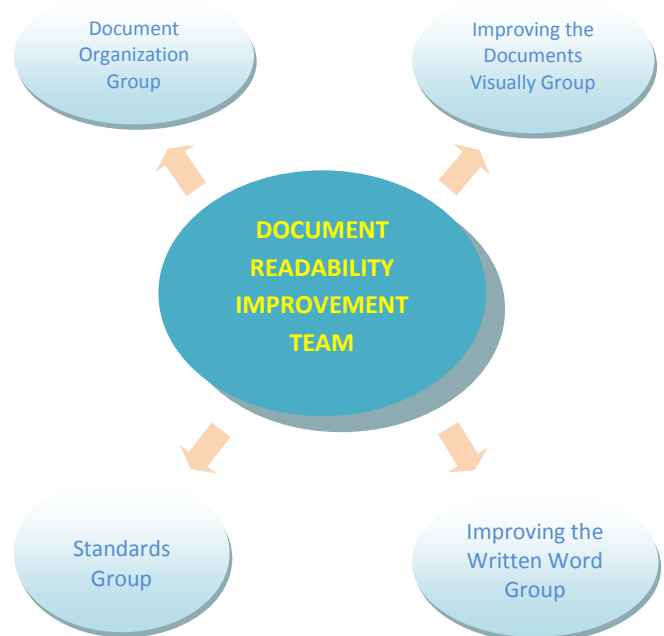 Document
Organization
Group
Improving the
Documents
Visually Group
DOCUMENT
READABILITY
IMPROVEMENT
TEAM
Standards
Group
Improving the
Written Word
Group